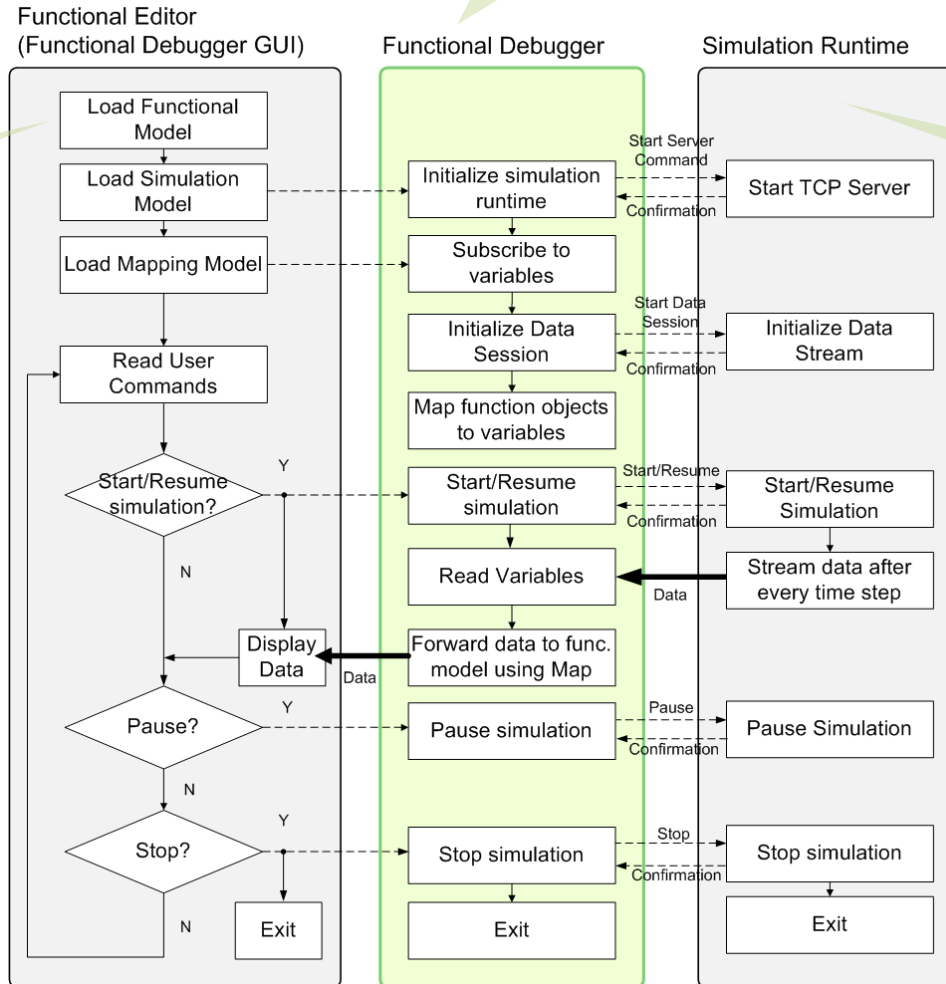 Functional Editor
(Functional Debugger GUI)
Functional Debugger
Simulation Runtime
Load Functional
Model
Load Simulation
Model
Load Mapping Model
Read User
Commands
Start/Resume
simulation?
Y
N
Display
Data
Pause?
Y
N
Stop?
Y
N
Exit
Initialize simulation
runtime
Subscribe to
variables
Initialize Data
Session
Map function objects
to variables
Start/Resume
simulation
Read Variables
Forward data to func.
model using Map
Data
Pause simulation
Stop simulation
Exit
Start Server
Command
Confirmation
Start Data
Session
Confirmation
Start/Resume
Confirmation
Data
Pause
Confirmation
Stop
Confirmation
Start TCP Server
Initialize Data
Stream
Start/Resume
Simulation
Stream data after
every time step
Pause Simulation
Stop simulation
Exit